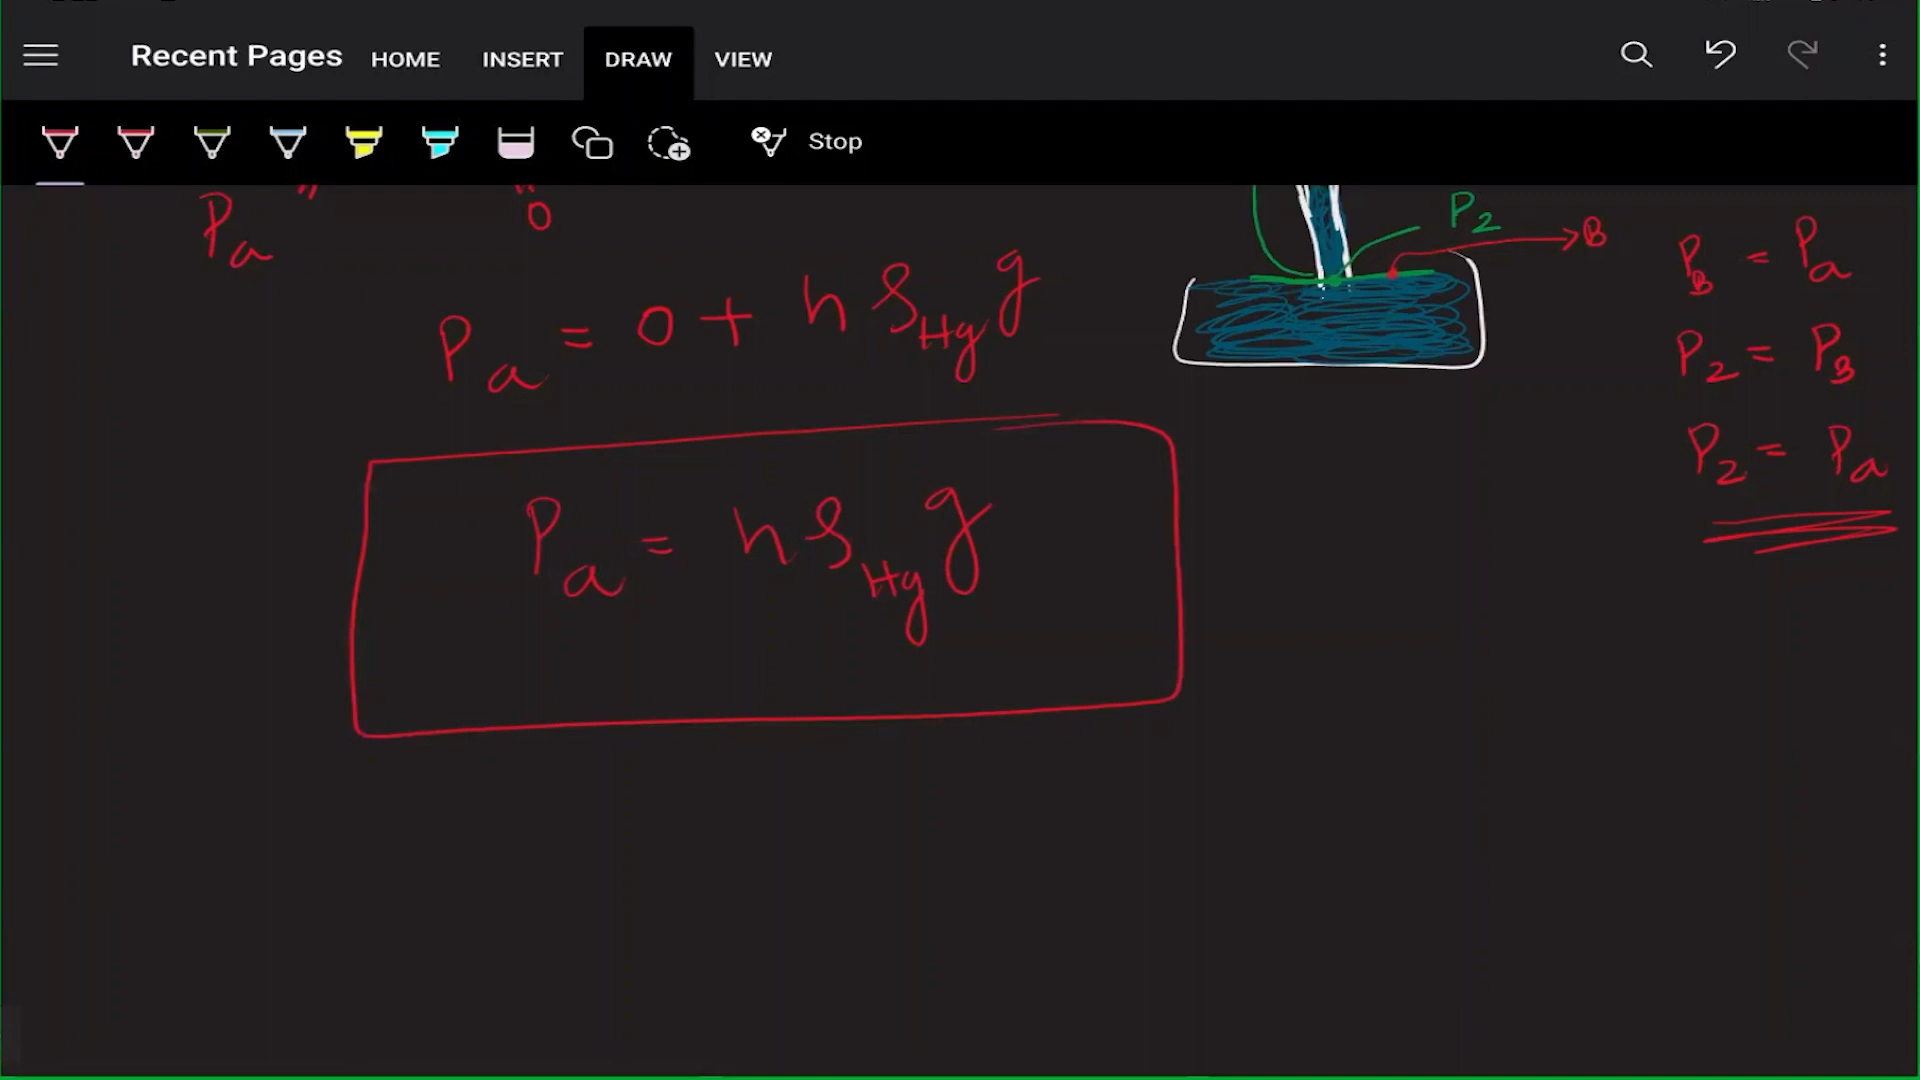 Recent Pages HOME INSERT DRAW VIEW
Stop
Pa 0
Pa = 0 + hρHg g
Pa = hρHg g
P2
B
PB = Pa
P2 = PB
P2 = Pa